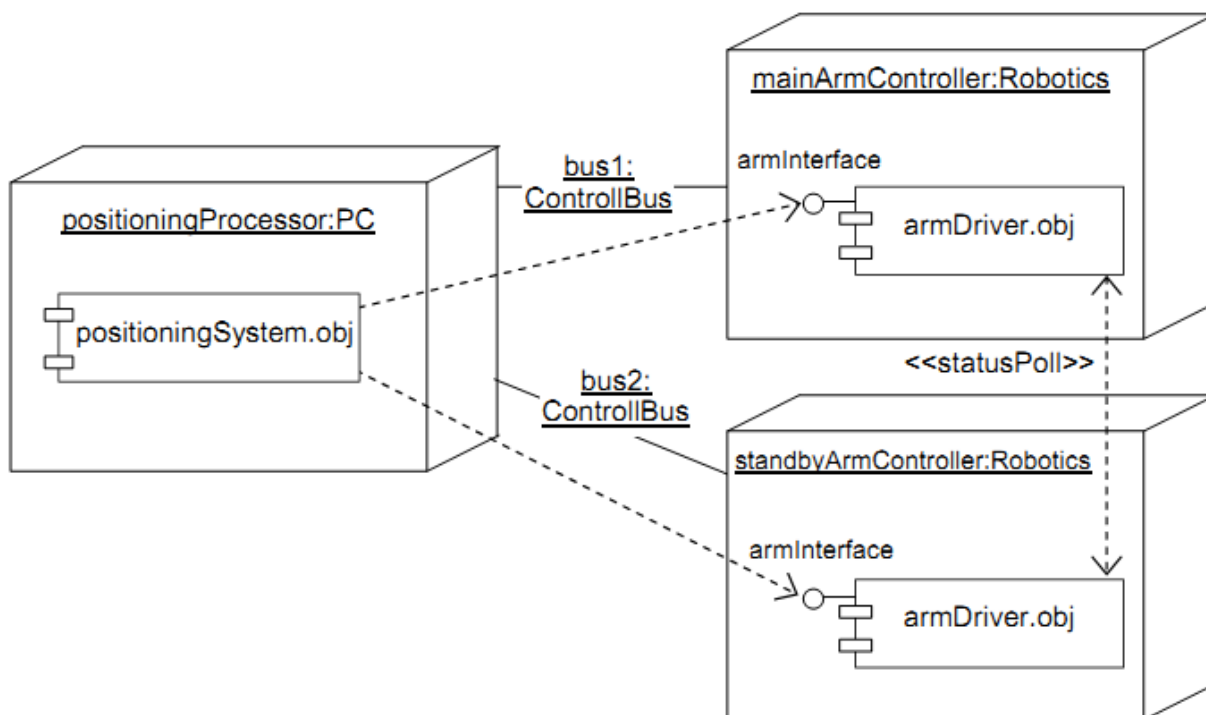 mainArmController:Robotics
armInterface
armDriver.obj
bus1:
ControllBus
positioningProcessor:PC
positioningSystem.obj
<<statusPoll>>
bus2:
ControllBus
standbyArmController:Robotics
armInterface
armDriver.obj